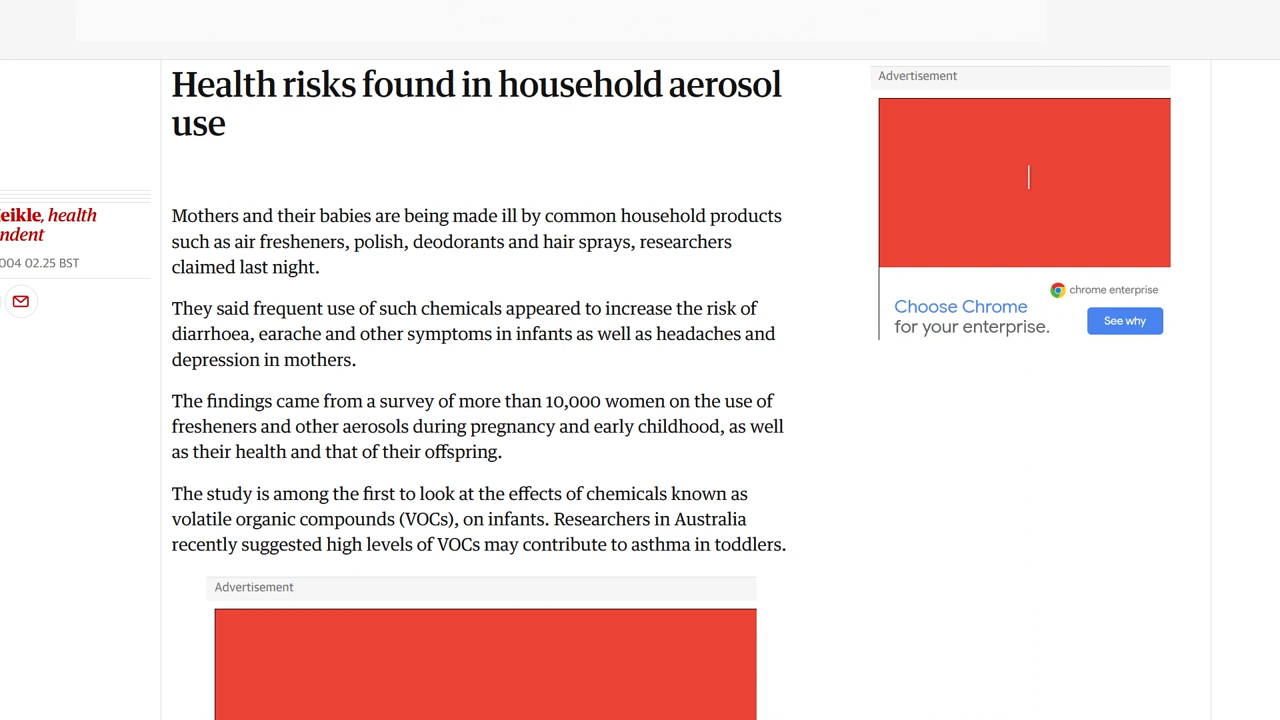 Health risks found in household aerosol
use
eikle, health
ndent
004 02.25 BST
Mothers and their babies are being made ill by common household products
such as air fresheners, polish, deodorants and hair sprays, researchers
claimed last night.
They said frequent use of such chemicals appeared to increase the risk of
diarrhoea, earache and other symptoms in infants as well as headaches and
depression in mothers.
The findings came from a survey of more than 10,000 women on the use of
fresheners and other aerosols during pregnancy and early childhood, as well
as their health and that of their offspring.
The study is among the first to look at the effects of chemicals known as
volatile organic compounds (VOCs), on infants. Researchers in Australia
recently suggested high levels of VOCs may contribute to asthma in toddlers.
Advertisement
Advertisement
chrome enterprise
Choose Chrome
for your enterprise.
See why